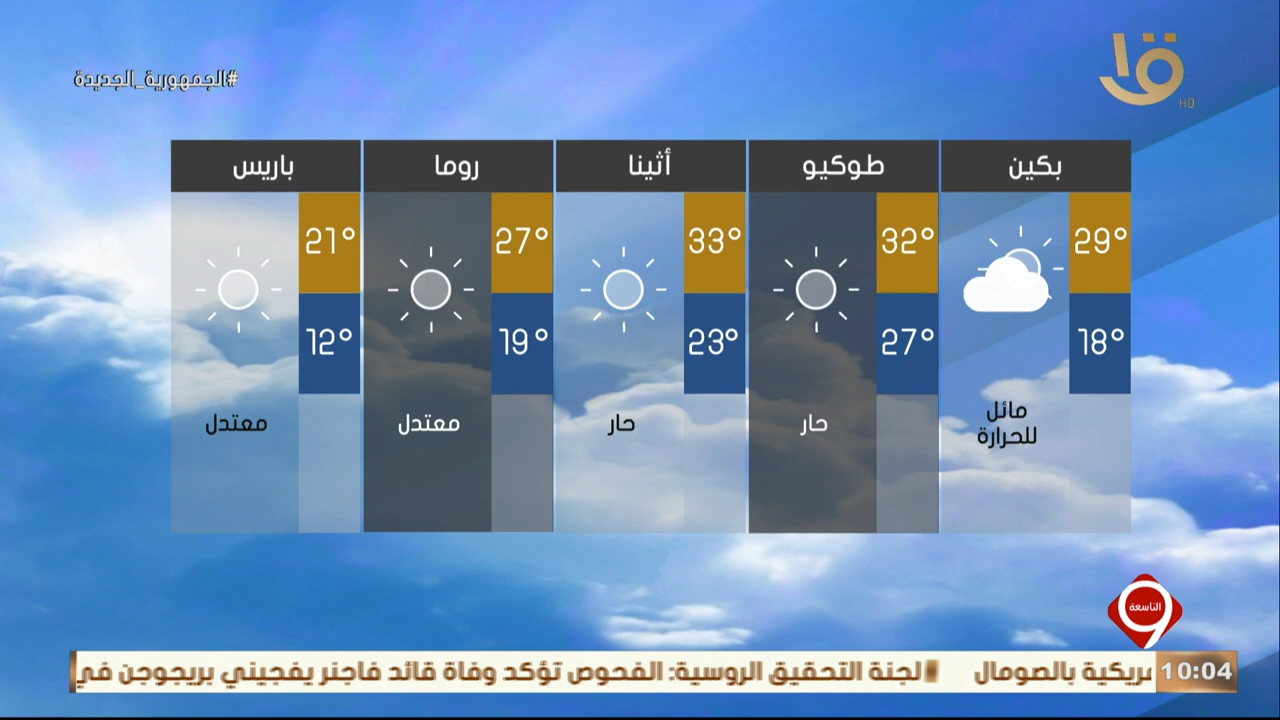 #الجمهورية_الجديدة
HD
بكين
29°
18°
مائل
للحرارة
طوكيو
32°
27°
حار
أثينا
33°
23°
حار
روما
27°
19°
معتدل
باريس
21°
12°
معتدل
التاسعة
9
10:04
مريكية بالصومال لجنة التحقيق الروسية: الفحوص تؤكد وفاة قائد فاجنر يفجيني بريجوجن في